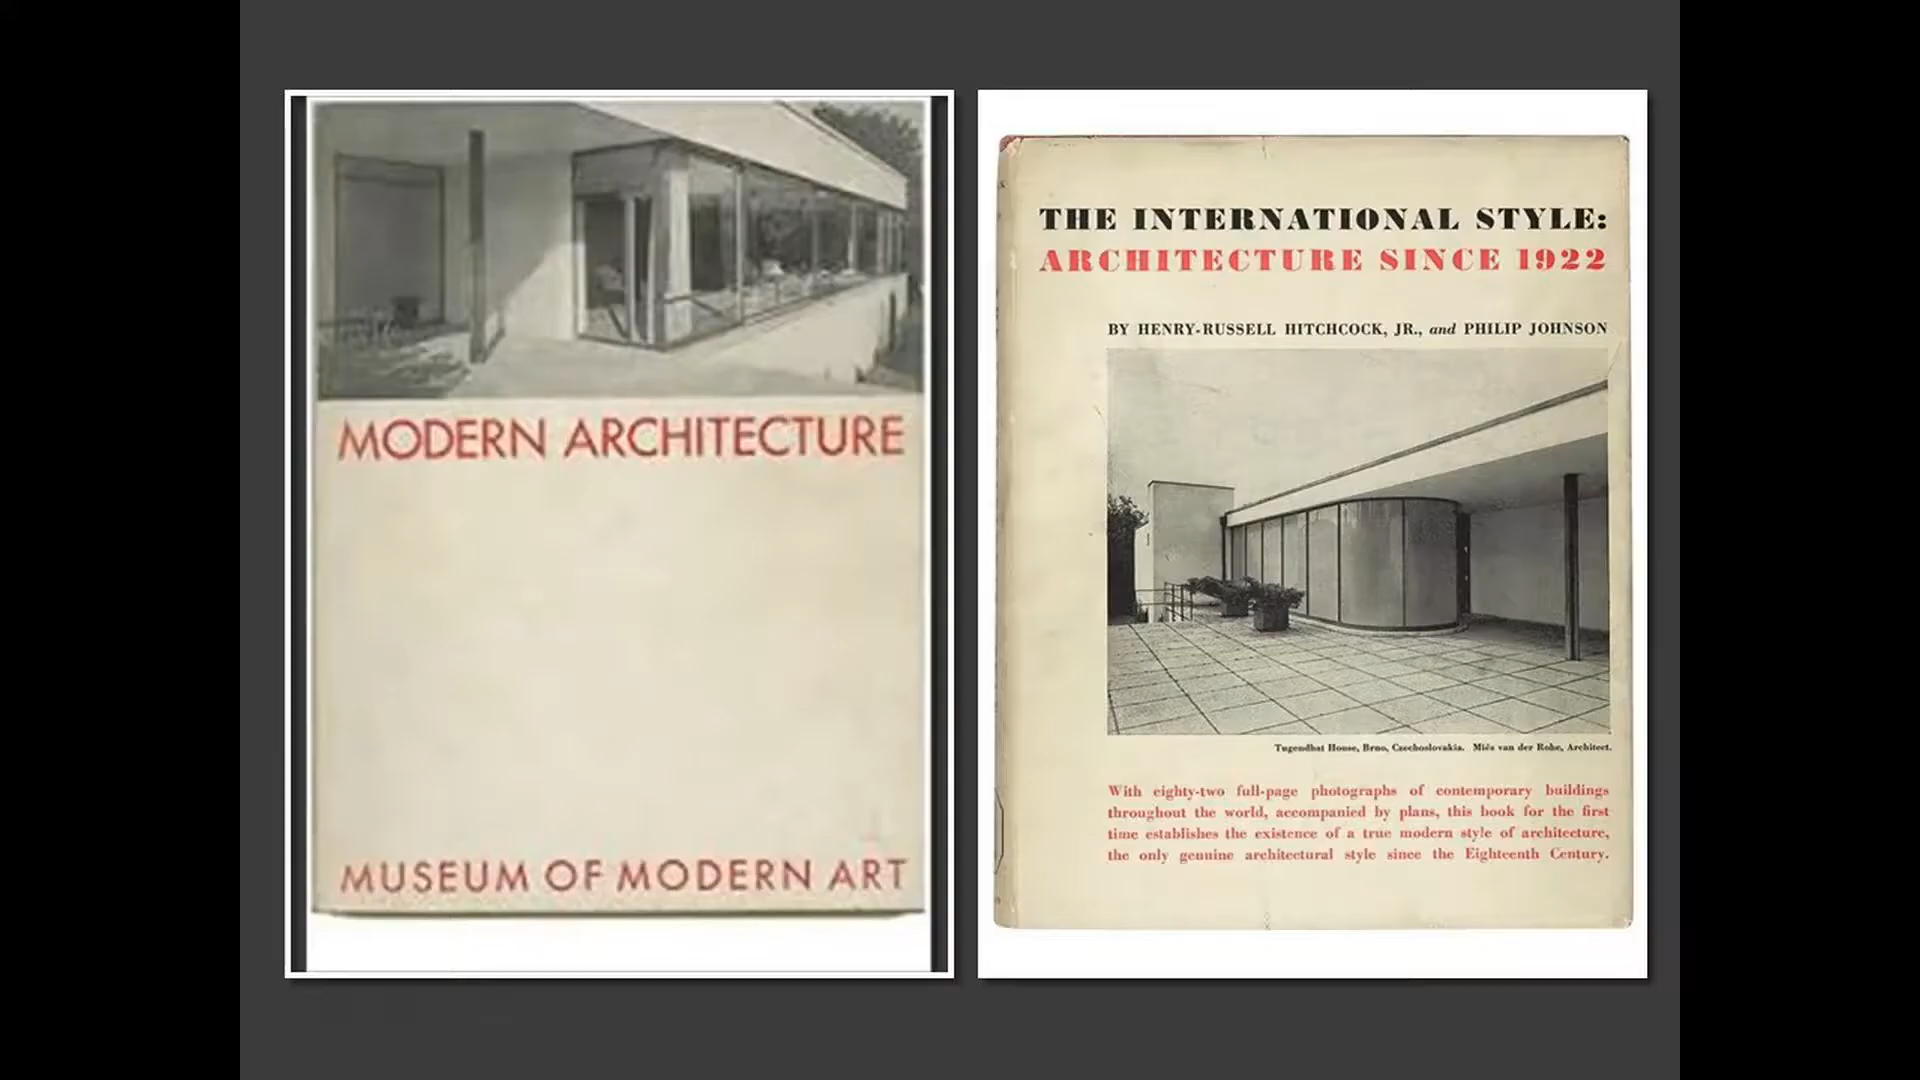 MODERN ARCHITECTURE
MUSEUM OF MODERN ART
THE INTERNATIONAL STYLE:
ARCHITECTURE SINCE 1922
BY HENRY-RUSSELL HITCHCOCK, JR., and PHILIP JOHNSON
Tugendhat House, Brno, Czechoslovakia. Miës van der Rohe, Architect.
With eighty-two full-page photographs of contemporary buildings
throughout the world, accompanied by plans, this book for the first
time establishes the existence of a true modern style of architecture,
the only genuine architectural style since the Eighteenth Century.